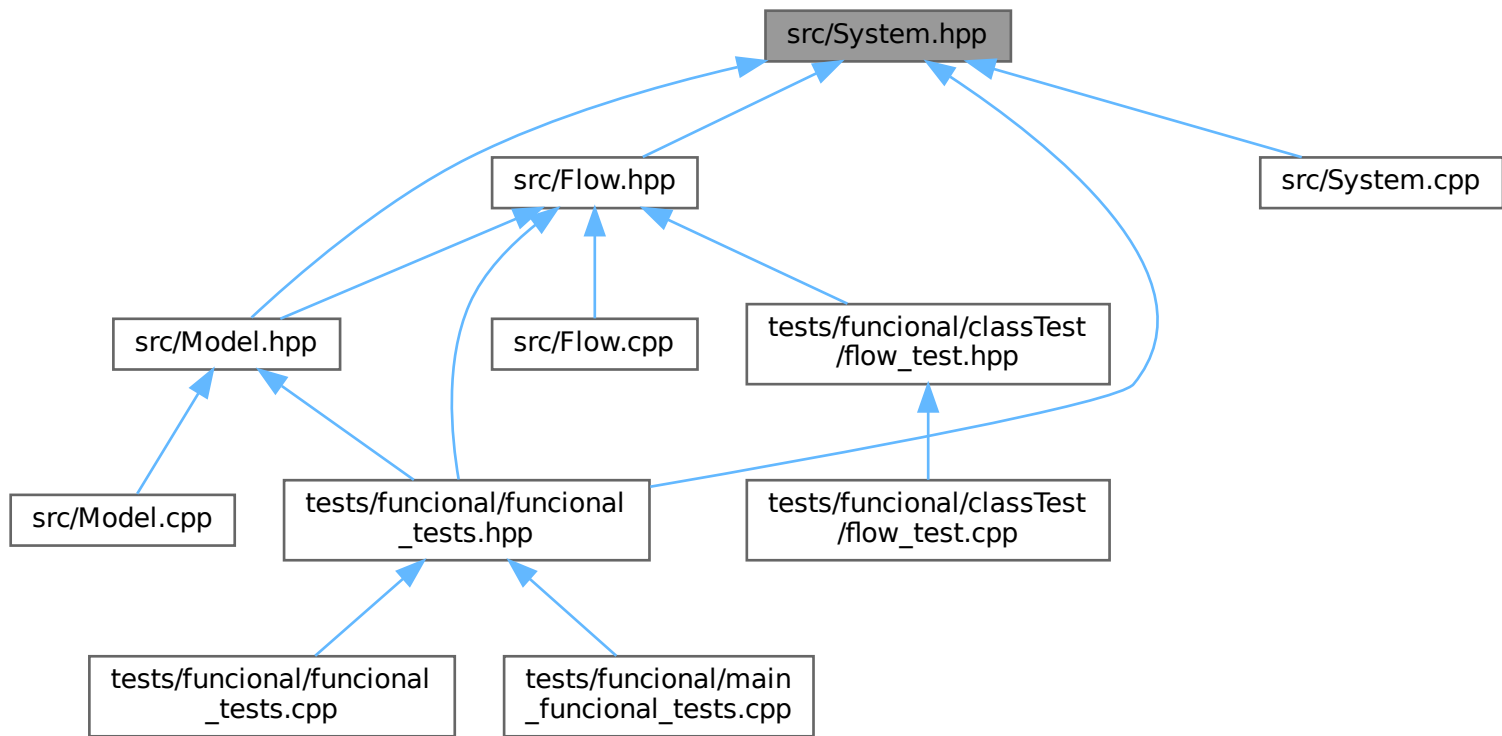 src/System.hpp
src/Flow.hpp
src/System.cpp
src/Model.hpp
src/Flow.cpp
tests/funcional/classTest
/flow_test.hpp
src/Model.cpp
tests/funcional/funcional
_tests.hpp
tests/funcional/classTest
/flow_test.cpp
tests/funcional/funcional
_tests.cpp
tests/funcional/main
_funcional_tests.cpp